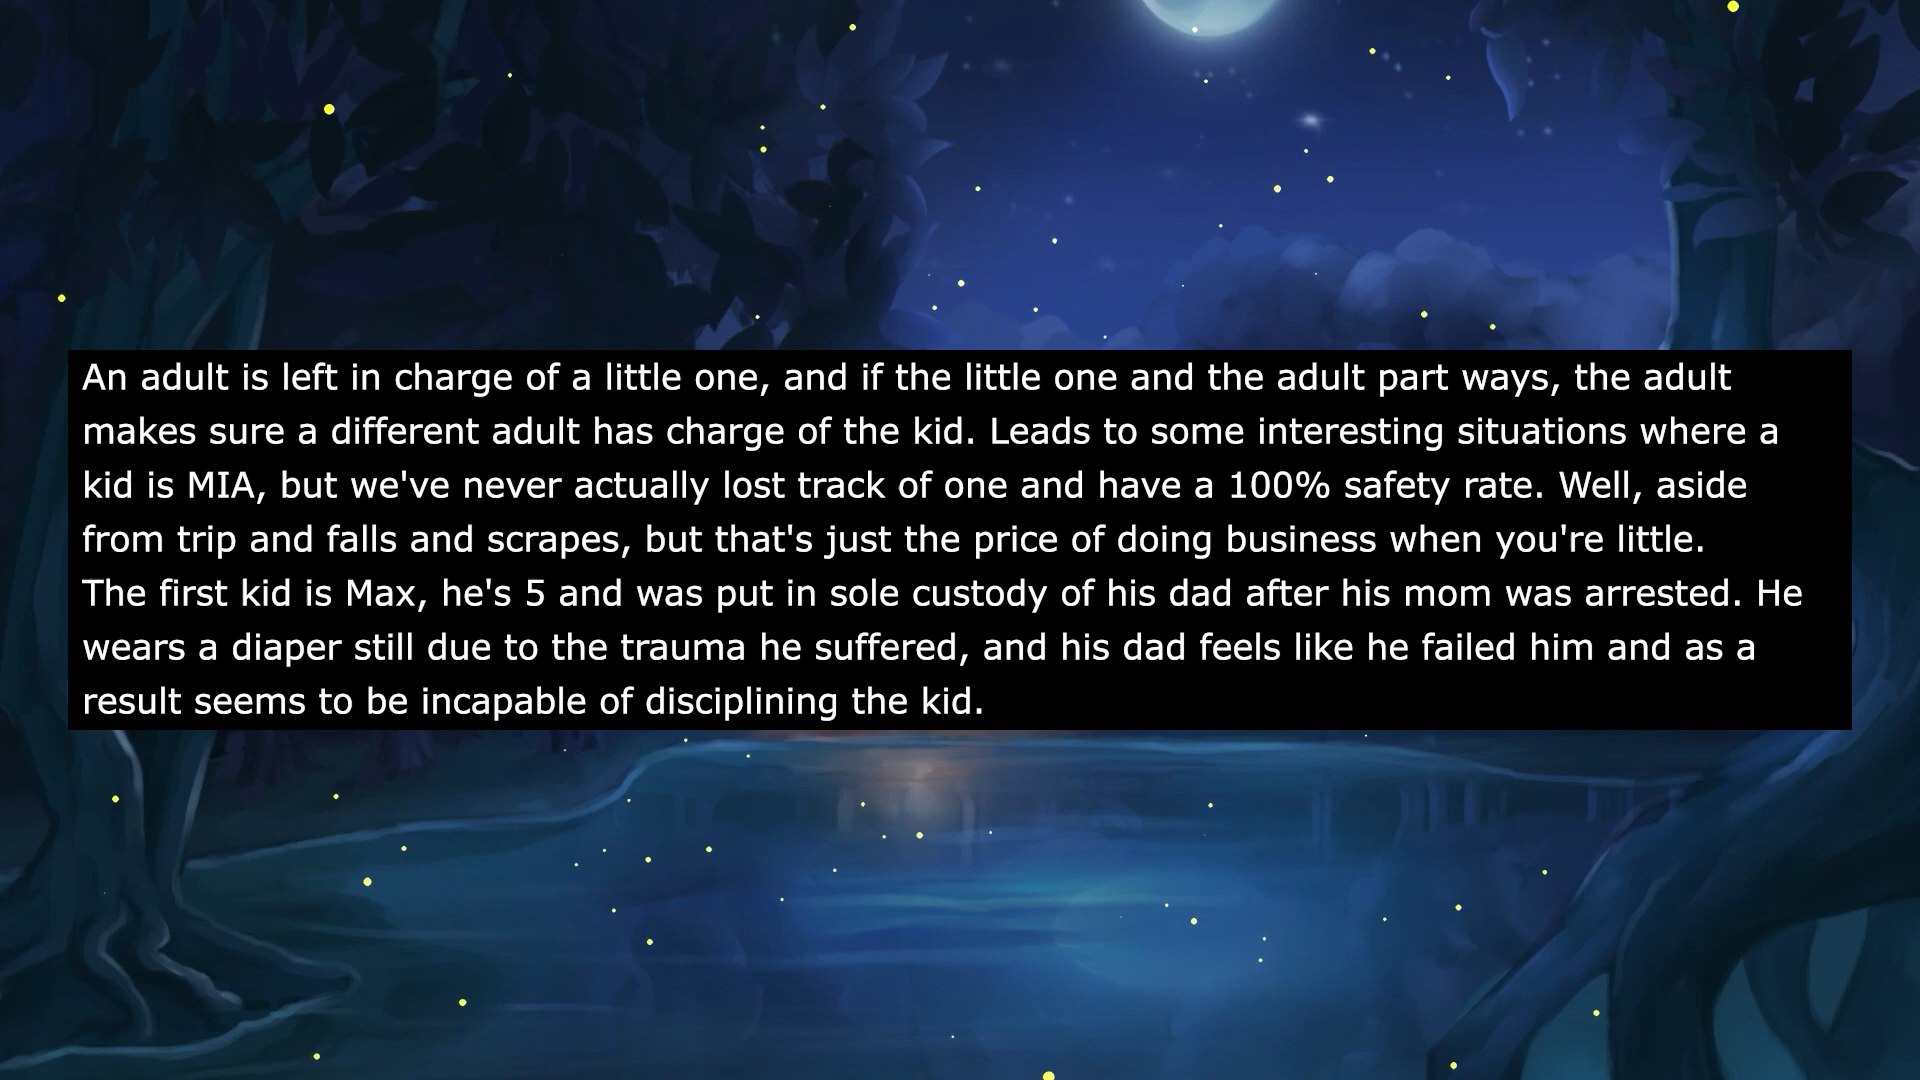 An adult is left in charge of a little one, and if the little one and the adult part ways, the adult
makes sure a different adult has charge of the kid. Leads to some interesting situations where a
kid is MIA, but we've never actually lost track of one and have a 100% safety rate. Well, aside
from trip and falls and scrapes, but that's just the price of doing business when you're little.
The first kid is Max, he's 5 and was put in sole custody of his dad after his mom was arrested. He
wears a diaper still due to the trauma he suffered, and his dad feels like he failed him and as a
result seems to be incapable of disciplining the kid.